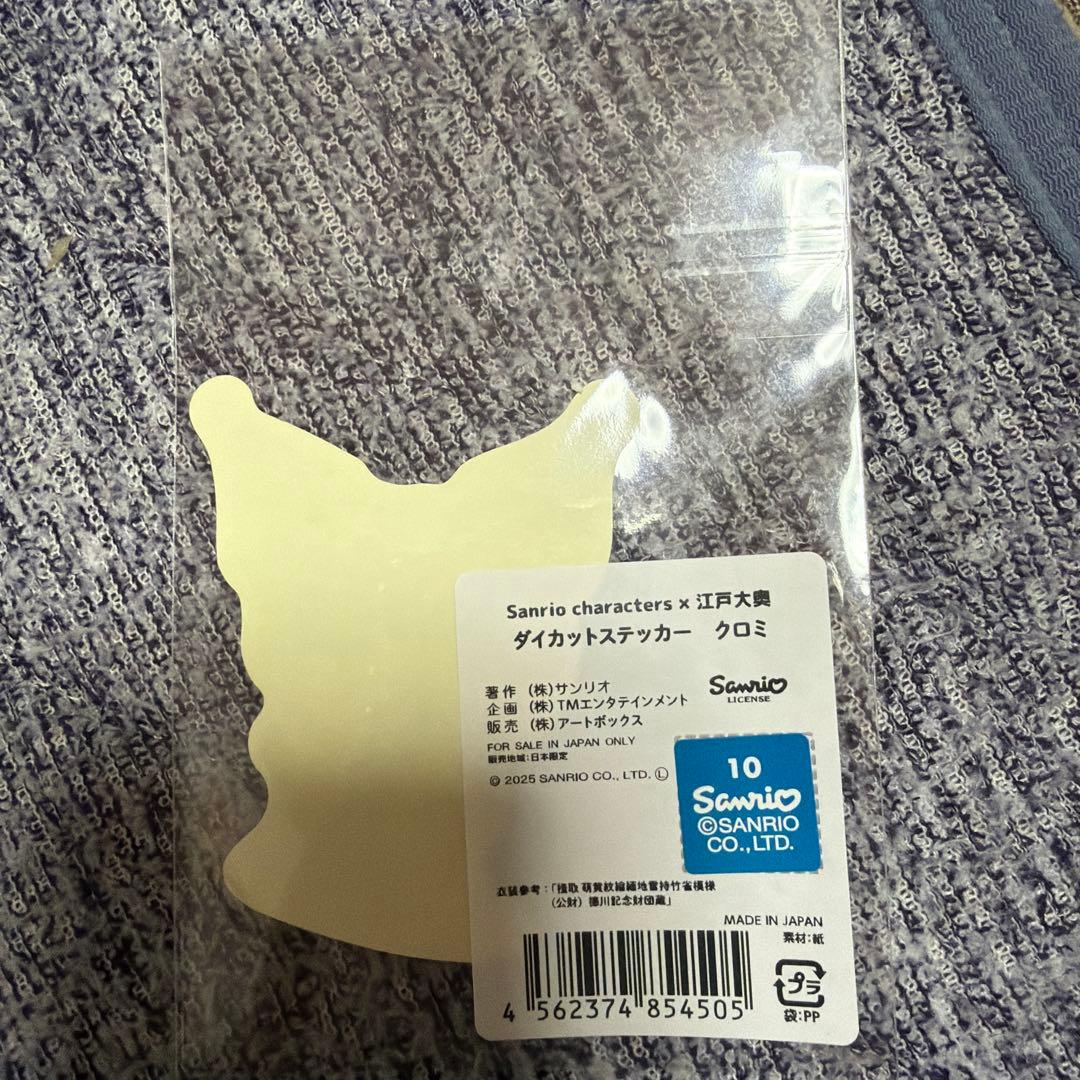 Sanrio characters × 江戸大奥
ダイカットステッカー クロミ
著作 (株)サンリオ
企画 (株)TMエンタテインメント
販売 (株)アートボックス
Sanrio
LICENSE
FOR SALE IN JAPAN ONLY
販売地域:日本限定
© 2025 SANRIO CO., LTD. Ⓛ
10
Sanrio
©SANRIO
CO.,LTD.
衣装参考:「掻取 萌黄紋縮緬地雪持竹雀模様
(公財) 德川記念財団蔵」
MADE IN JAPAN
素材:紙
プラ
袋:PP
4 562374 854505